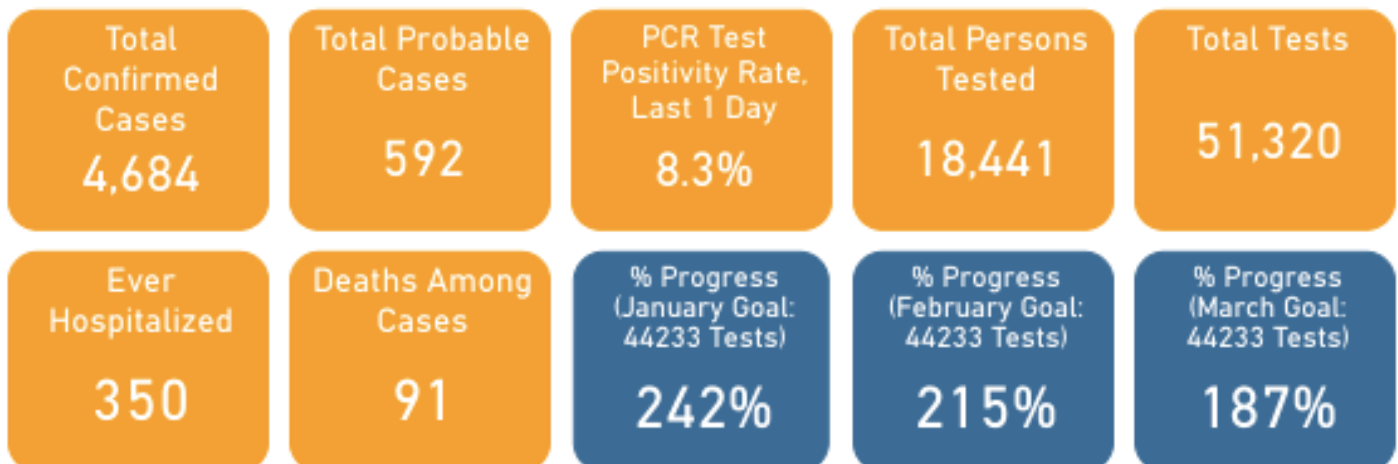 Total
Confirmed
Cases
4,684
Total Probable
Cases
592
PCR Test
Positivity Rate,
Last 1 Day
8.3%
Total Persons
Tested
18,441
Total Tests
51,320
Ever
Hospitalized
350
Deaths Among
Cases
91
% Progress
(January Goal:
44233 Tests)
242%
% Progress
(February Goal:
44233 Tests)
215%
% Progress
(March Goal:
44233 Tests)
187%